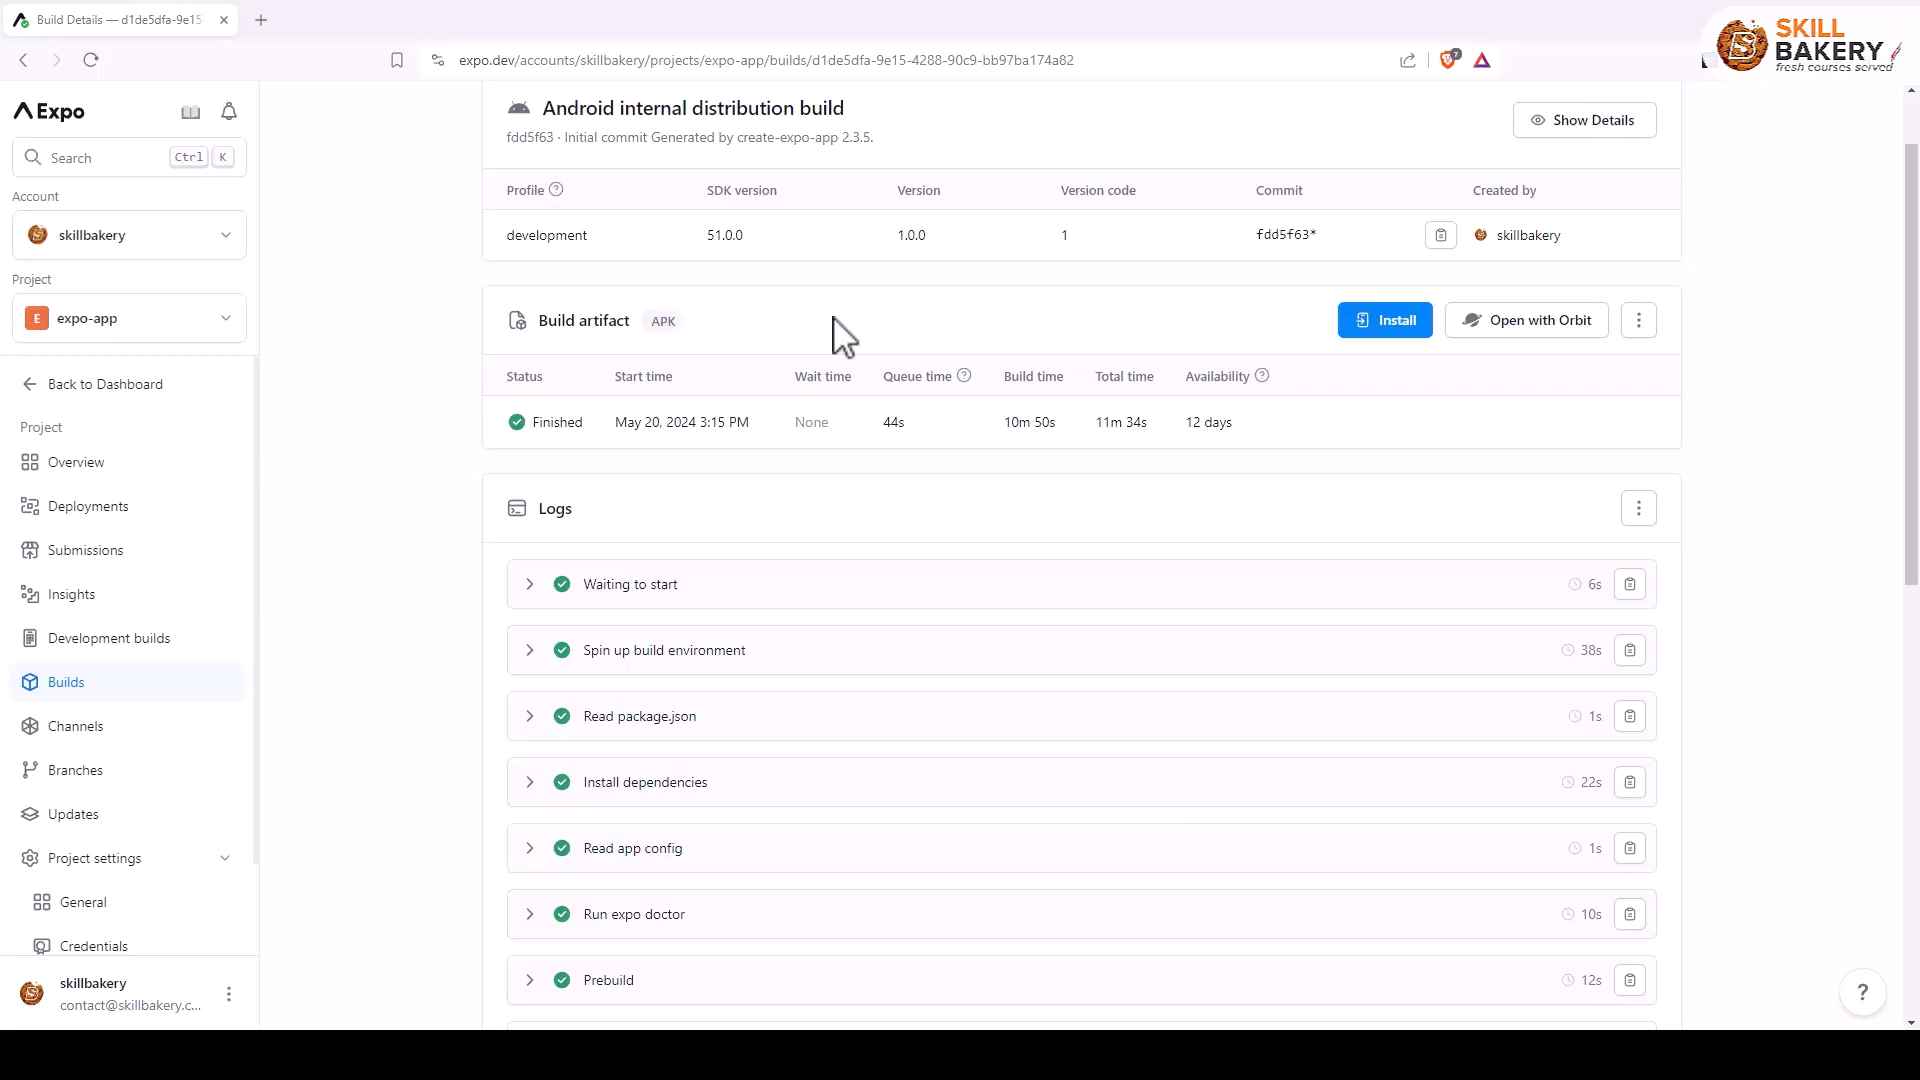 Build Details — d1de5dfa-9e15
expo.dev/accounts/skillbakery/projects/expo-app/builds/d1de5dfa-9e15-4288-90c9-bb97ba174a82
7
SKILL
BAKERY
fresh courses served
Expo
Search Ctrl K
Account
skillbakery
Project
E expo-app
Back to Dashboard
Project
Overview
Deployments
Submissions
Insights
Development builds
Builds
Channels
Branches
Updates
Project settings
General
Credentials
skillbakery
contact@skillbakery.c...
Android internal distribution build
fdd5f63 · Initial commit Generated by create-expo-app 2.3.5.
Show Details
Profile SDK version Version Version code Commit Created by
development 51.0.0 1.0.0 1 fdd5f63* skillbakery
Build artifact APK Install Open with Orbit
Status Start time Wait time Queue time Build time Total time Availability
Finished May 20, 2024 3:15 PM None 44s 10m 50s 11m 34s 12 days
Logs
Waiting to start 6s
Spin up build environment 38s
Read package.json 1s
Install dependencies 22s
Read app config 1s
Run expo doctor 10s
Prebuild 12s
?